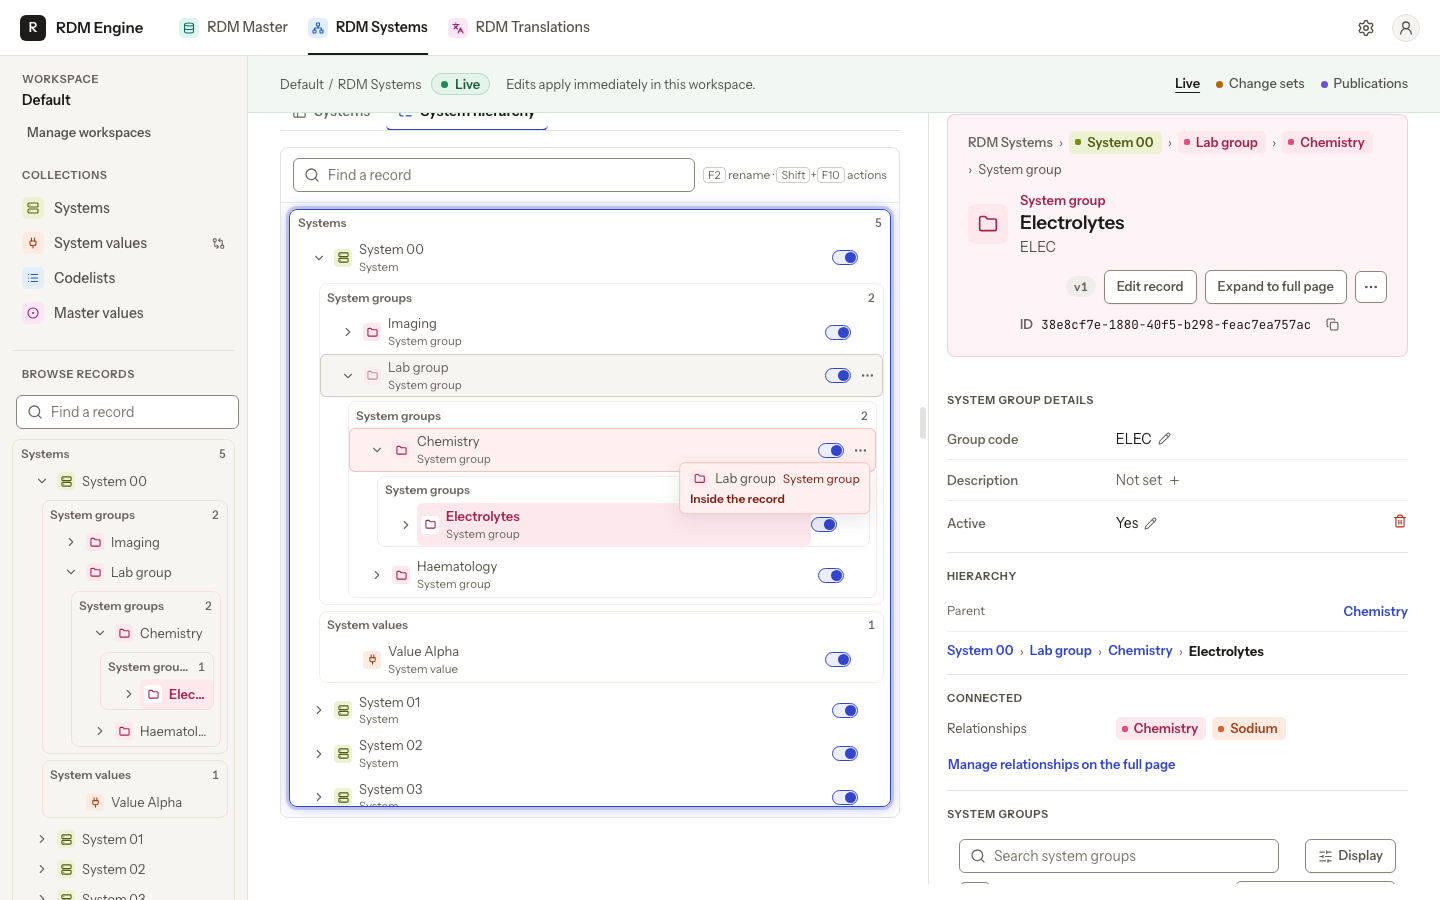 R RDM Engine RDM Master RDM Systems RDM Translations
WORKSPACE
Default
Manage workspaces
COLLECTIONS
Systems
System values
Codelists
Master values
BROWSE RECORDS
Find a record
Systems 5
System 00
System groups 2
Imaging
Lab group
System groups 2
Chemistry
System grou... 1
Elec...
Haematol...
System values 1
Value Alpha
System 01
System 02
System 03
Default / RDM Systems Live Edits apply immediately in this workspace. Live Change sets Publications
Systems System hierarchy
Find a record F2 rename · Shift + F10 actions
Systems 5
System 00
System
System groups 2
Imaging
System group
Lab group
System group
System groups 2
Chemistry
System group
Lab group System group
Inside the record
System groups
Electrolytes
System group
Haematology
System group
System values 1
Value Alpha
System value
System 01
System
System 02
System
System 03
System
RDM Systems › System 00 › Lab group › Chemistry
› System group
System group
Electrolytes
ELEC
v1 Edit record Expand to full page
ID 38e8cf7e-1880-40f5-b298-feac7ea757ac
SYSTEM GROUP DETAILS
Group code ELEC
Description Not set +
Active Yes
HIERARCHY
Parent Chemistry
System 00 › Lab group › Chemistry › Electrolytes
CONNECTED
Relationships Chemistry Sodium
Manage relationships on the full page
SYSTEM GROUPS
Search system groups Display